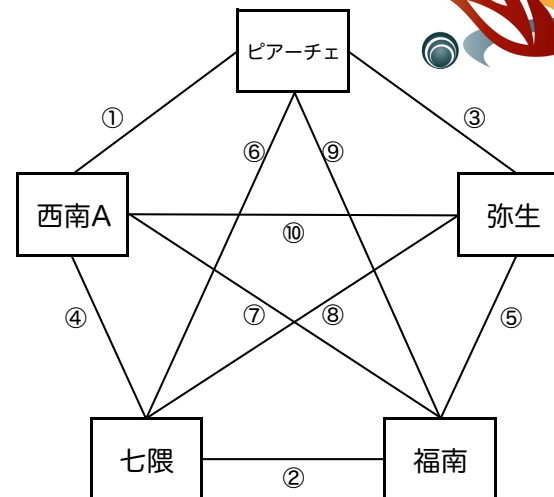 ピアーチェ
①
③
⑥
⑨
西南A
弥生
⑩
④
⑦
⑧
⑤
七隈
福南
②